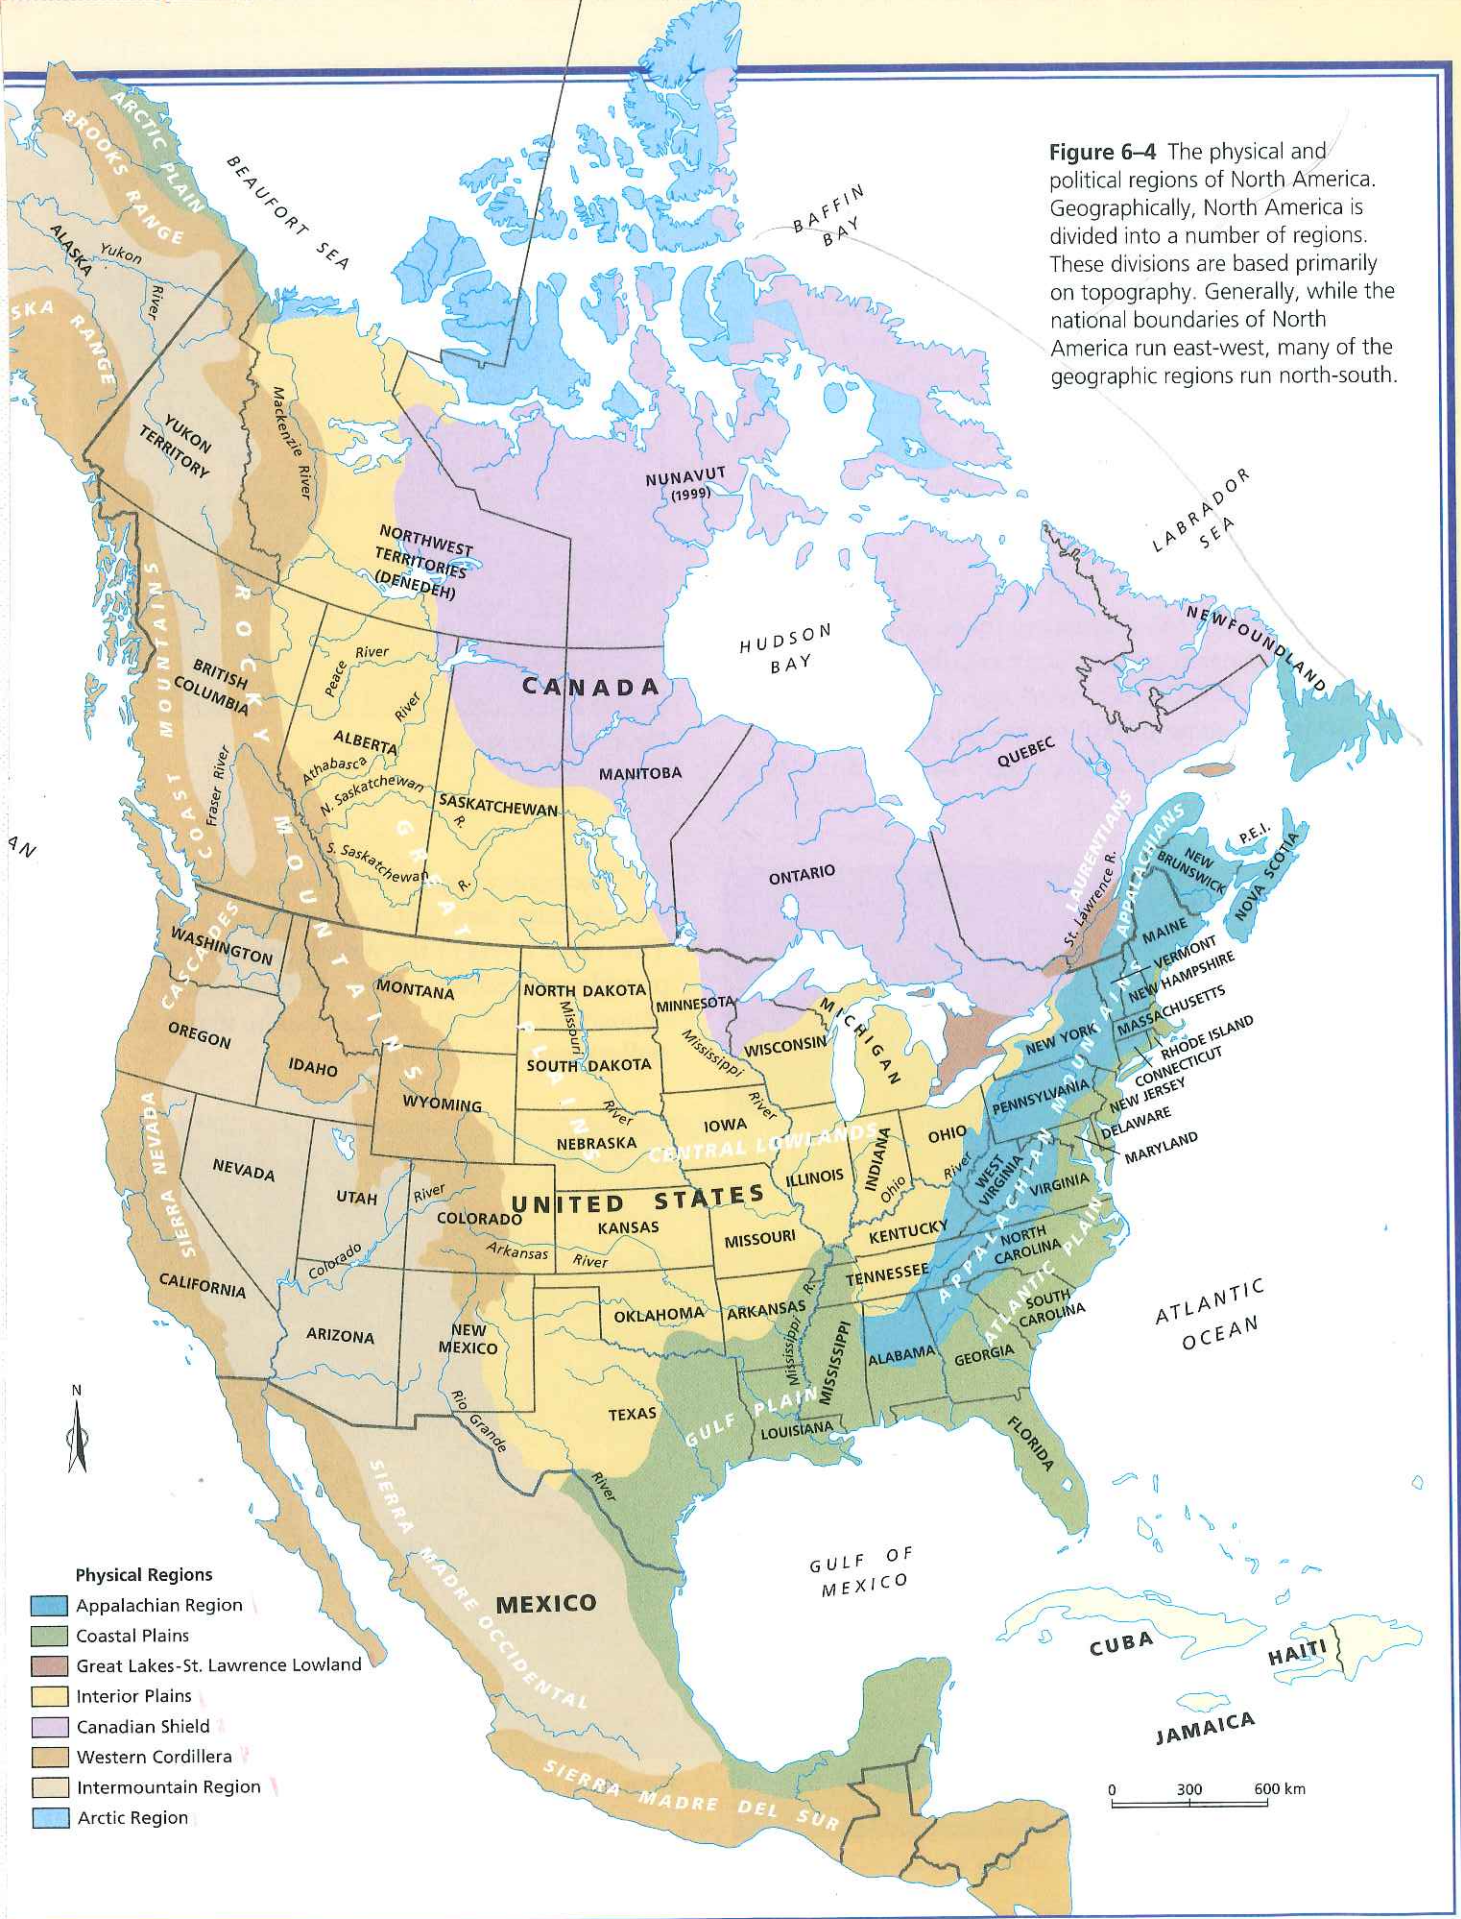 Figure 6–4 The physical and
political regions of North America.
Geographically, North America is
divided into a number of regions.
These divisions are based primarily
on topography. Generally, while the
national boundaries of North
America run east-west, many of the
geographic regions run north-south.
ARCTIC PLAIN
BROOKS RANGE
BEAUFORT SEA
BAFFIN
BAY
ALASKA
Yukon
River
SKA RANGE
YUKON
TERRITORY
Mackenzie River
NUNAVUT
(1999)
NORTHWEST
TERRITORIES
(DENEDEH)
LABRADOR
SEA
HUDSON
BAY
NEWFOUNDLAND
COAST MOUNTAINS
ROCKY MOUNTAINS
BRITISH
COLUMBIA
Peace
River
River
CANADA
ALBERTA
Athabasca
Fraser River
N. Saskatchewan
R.
SASKATCHEWAN
S. Saskatchewan
R.
MANITOBA
QUEBEC
ONTARIO
LAURENTIANS
St. Lawrence R.
APPALACHIANS
NEW
BRUNSWICK
P.E.I.
NOVA SCOTIA
AN
GREAT PLAINS
CASCADES
WASHINGTON
MONTANA
NORTH DAKOTA
MINNESOTA
MICHIGAN
MAINE
VERMONT
NEW HAMPSHIRE
MASSACHUSETTS
RHODE ISLAND
CONNECTICUT
NEW JERSEY
DELAWARE
MARYLAND
OREGON
IDAHO
Missouri
River
SOUTH DAKOTA
Mississippi
River
WISCONSIN
NEW YORK
PENNSYLVANIA
WYOMING
NEBRASKA
IOWA
CENTRAL LOWLANDS
OHIO
INDIANA
ILLINOIS
Ohio
River
WEST
VIRGINIA
VIRGINIA
APPALACHIAN MOUNTAINS
SIERRA NEVADA
NEVADA
UTAH
River
Colorado
COLORADO
UNITED STATES
KANSAS
Arkansas
River
MISSOURI
KENTUCKY
NORTH
CAROLINA
ATLANTIC PLAIN
CALIFORNIA
ARIZONA
NEW
MEXICO
OKLAHOMA
ARKANSAS
TENNESSEE
SOUTH
CAROLINA
Mississippi
R.
MISSISSIPPI
ALABAMA
GEORGIA
ATLANTIC
OCEAN
TEXAS
GULF PLAIN
LOUISIANA
FLORIDA
Rio Grande
River
N
SIERRA MADRE OCCIDENTAL
GULF OF
MEXICO
MEXICO
CUBA
HAITI
JAMAICA
SIERRA MADRE DEL SUR
Physical Regions
Appalachian Region
Coastal Plains
Great Lakes-St. Lawrence Lowland
Interior Plains
Canadian Shield
Western Cordillera
Intermountain Region
Arctic Region
0 300 600 km